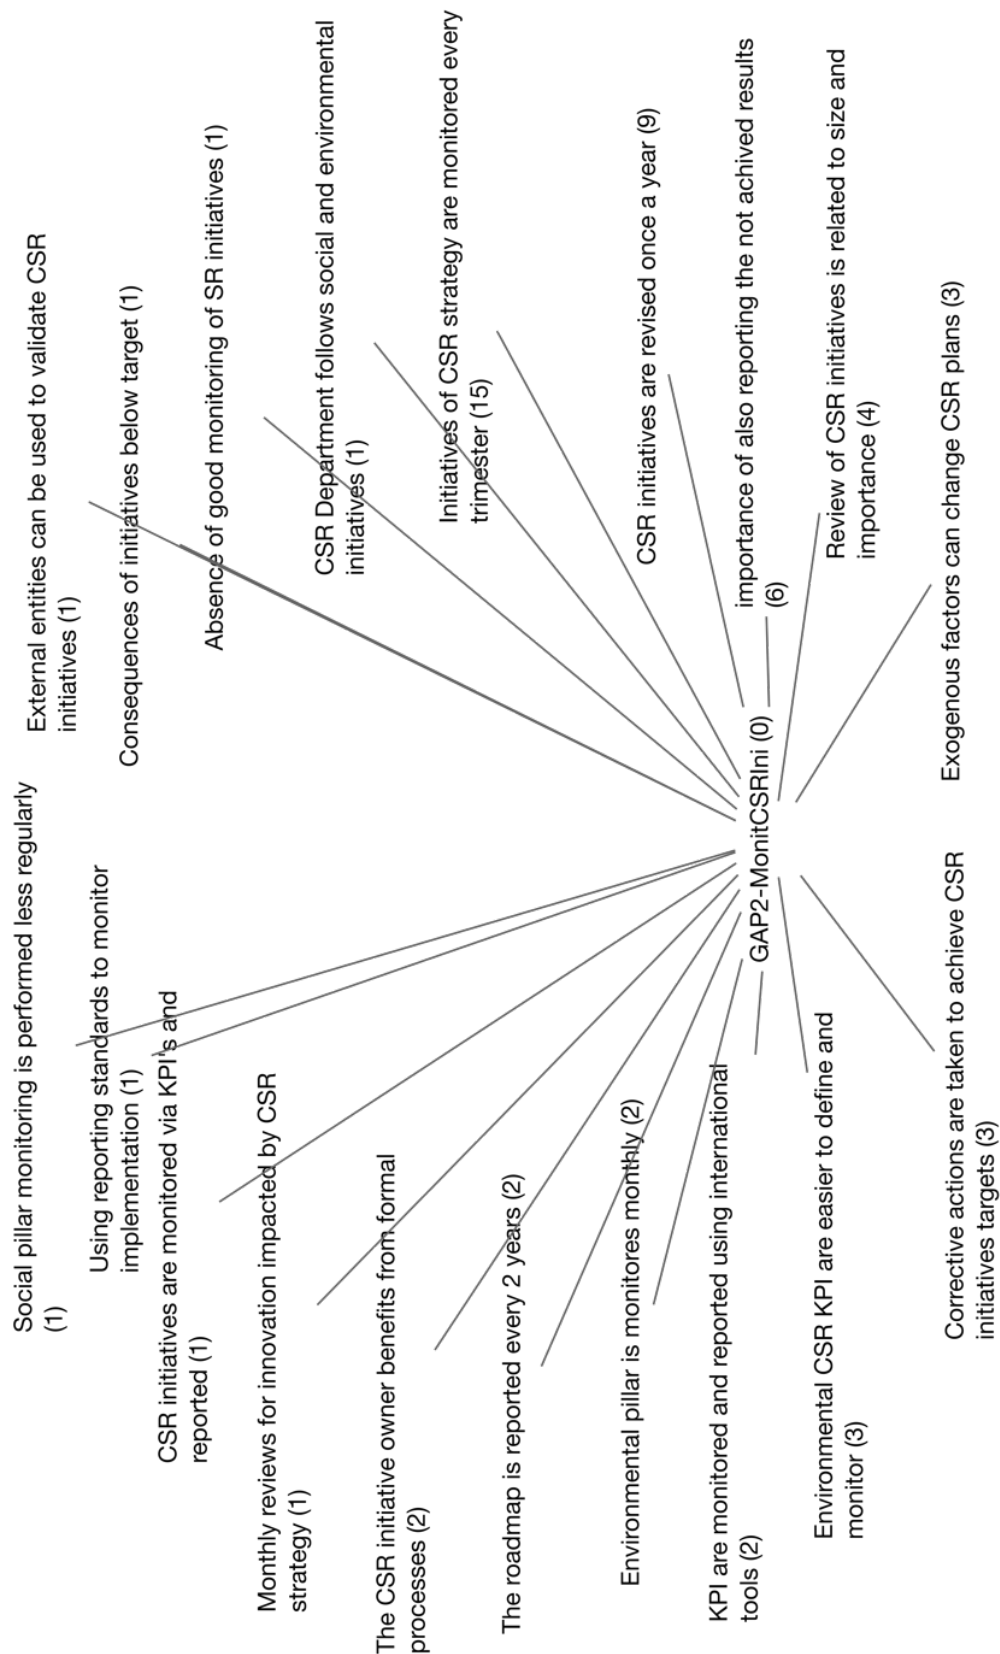 Social pillar monitoring is performed less regularly
(1)
Using reporting standards to monitor
implementation (1)
CSR initiatives are monitored via KPI's and
reported (1)
Monthly reviews for innovation impacted by CSR
strategy (1)
The CSR initiative owner benefits from formal
processes (2)
The roadmap is reported every 2 years (2)
Environmental pillar is monitores monthly (2)
KPI are monitored and reported using international
tools (2)
Environmental CSR KPI are easier to define and
monitor (3)
Corrective actions are taken to achieve CSR
initiatives targets (3)
GAP2-MonitCSRIni (0)
External entities can be used to validate CSR
initiatives (1)
Consequences of initiatives below target (1)
Absence of good monitoring of SR initiatives (1)
CSR Department follows social and environmental
initiatives (1)
Initiatives of CSR strategy are monitored every
trimester (15)
CSR initiatives are revised once a year (9)
importance of also reporting the not achived results
(6)
Review of CSR initiatives is related to size and
importance (4)
Exogenous factors can change CSR plans (3)